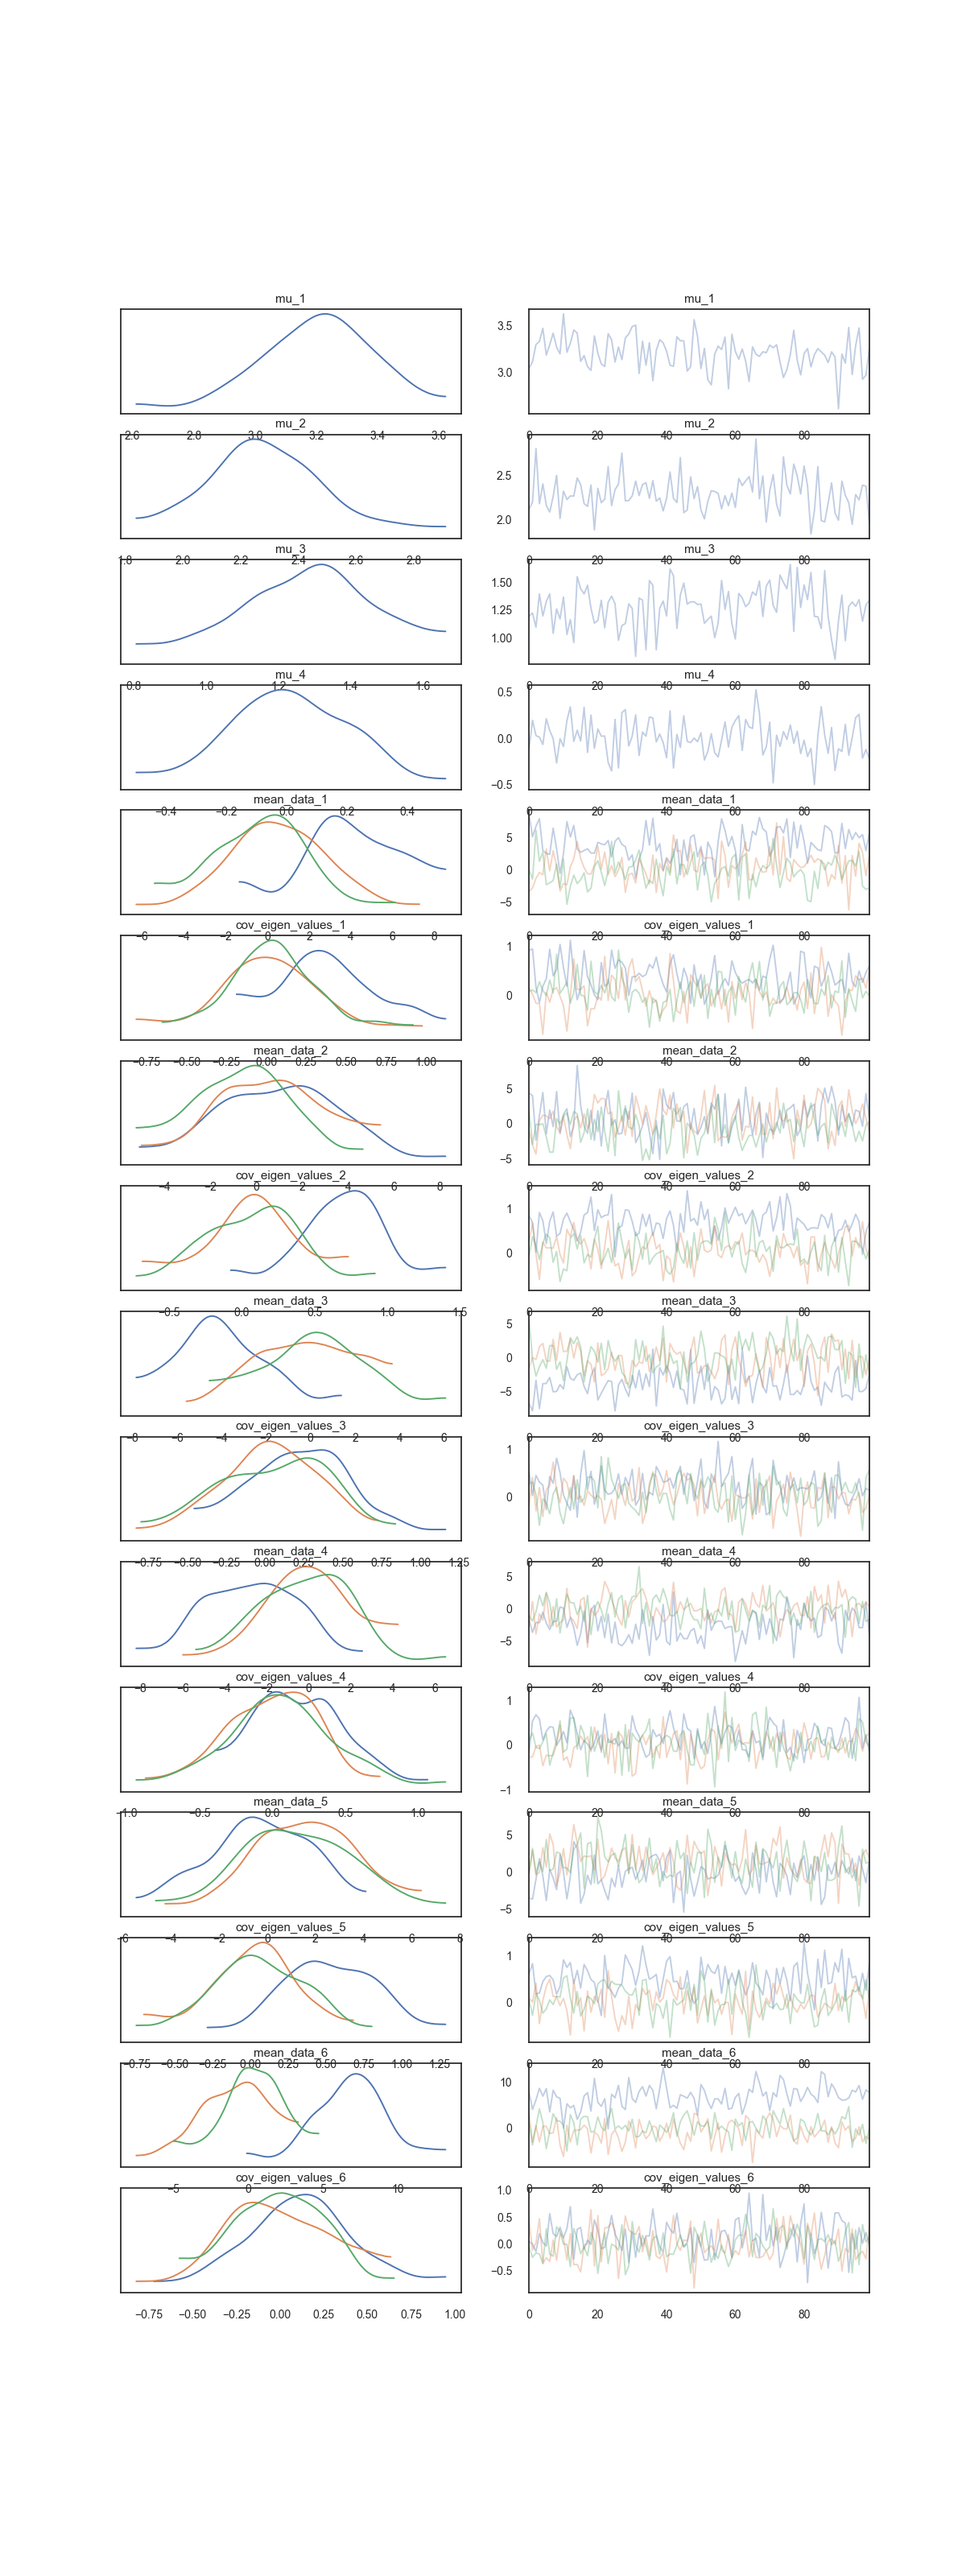 mu_1 mu_1
3.5
3.0
2.6 2.8 3.0 3.2 3.4 3.6 0 20 40 60 80
mu_2 mu_2
2.5
2.0
1.8 2.0 2.2 2.4 2.6 2.8 0 20 40 60 80
mu_3 mu_3
1.50
1.25
1.00
0.8 1.0 1.2 1.4 1.6 0 20 40 60 80
mu_4 mu_4
0.5
0.0
−0.5
−0.4 −0.2 0.0 0.2 0.4 0 20 40 60 80
mean_data_1 mean_data_1
5
0
−5
−6 −4 −2 0 2 4 6 8 0 20 40 60 80
cov_eigen_values_1 cov_eigen_values_1
1
0
−0.75 −0.50 −0.25 0.00 0.25 0.50 0.75 1.00 0 20 40 60 80
mean_data_2 mean_data_2
5
0
−5
−4 −2 0 2 4 6 8 0 20 40 60 80
cov_eigen_values_2 cov_eigen_values_2
1
0
−0.5 0.0 0.5 1.0 1.5 0 20 40 60 80
mean_data_3 mean_data_3
5
0
−5
−8 −6 −4 −2 0 2 4 6 0 20 40 60 80
cov_eigen_values_3 cov_eigen_values_3
1
0
−0.75 −0.50 −0.25 0.00 0.25 0.50 0.75 1.00 1.25 0 20 40 60 80
mean_data_4 mean_data_4
5
0
−5
−8 −6 −4 −2 0 2 4 6 0 20 40 60 80
cov_eigen_values_4 cov_eigen_values_4
1
0
−1
−1.0 −0.5 0.0 0.5 1.0 0 20 40 60 80
mean_data_5 mean_data_5
5
0
−5
−6 −4 −2 0 2 4 6 8 0 20 40 60 80
cov_eigen_values_5 cov_eigen_values_5
1
0
−0.75 −0.50 −0.25 0.00 0.25 0.50 0.75 1.00 1.25 0 20 40 60 80
mean_data_6 mean_data_6
10
0
−5 0 5 10 0 20 40 60 80
cov_eigen_values_6 cov_eigen_values_6
1.0
0.5
0.0
−0.5
−0.75 −0.50 −0.25 0.00 0.25 0.50 0.75 1.00 0 20 40 60 80